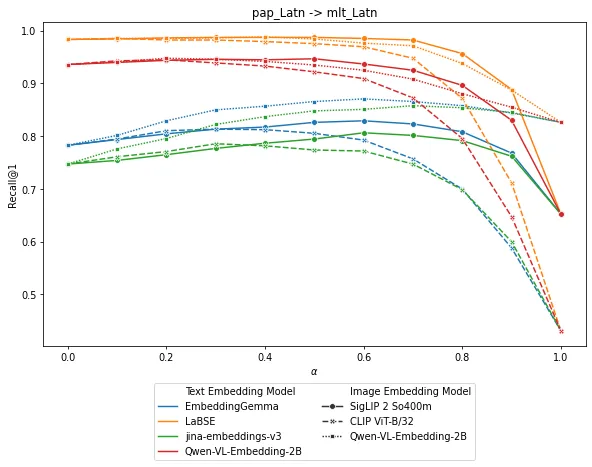 pap_Latn -> mlt_Latn
Recall@1
1.0
0.9
0.8
0.7
0.6
0.5
0.0
0.2
0.4
0.6
0.8
1.0
α
Text Embedding Model
EmbeddingGemma
LaBSE
jina-embeddings-v3
Qwen-VL-Embedding-2B
Image Embedding Model
SigLIP 2 So400m
CLIP ViT-B/32
Qwen-VL-Embedding-2B